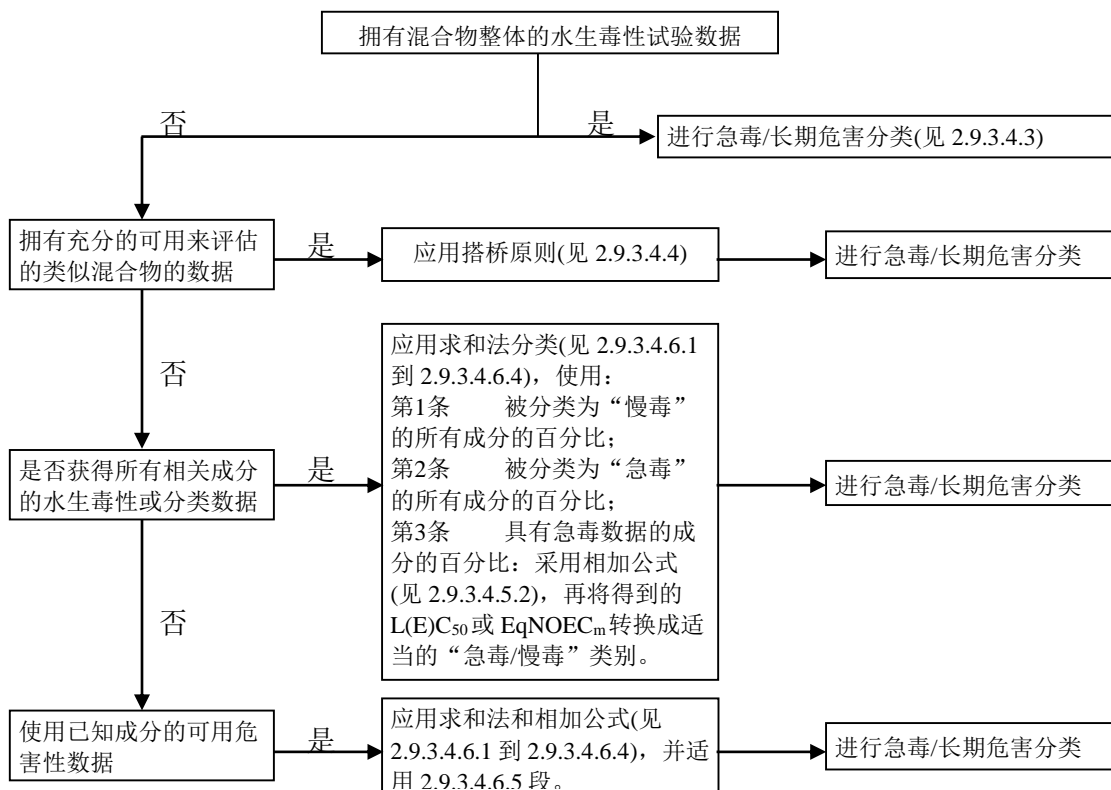 拥有混合物整体的水生毒性试验数据
否
是
进行急毒/长期危害分类(见 2.9.3.4.3)
拥有充分的可用来评估
的类似混合物的数据
是
应用搭桥原则(见 2.9.3.4.4)
进行急毒/长期危害分类
否
是否获得所有相关成分
的水生毒性或分类数据
是
应用求和法分类(见 2.9.3.4.6.1
到 2.9.3.4.6.4)，使用：
第1条 被分类为“慢毒”
的所有成分的百分比；
第2条 被分类为“急毒”
的所有成分的百分比；
第3条 具有急毒数据的成
分的百分比：采用相加公式
(见 2.9.3.4.5.2)，再将得到的
L(E)C₅₀或 EqNOECₘ转换成适
当的“急毒/慢毒”类别。
进行急毒/长期危害分类
否
使用已知成分的可用危
害性数据
是
应用求和法和相加公式(见
2.9.3.4.6.1 到 2.9.3.4.6.4)，并适
用 2.9.3.4.6.5 段。
进行急毒/长期危害分类